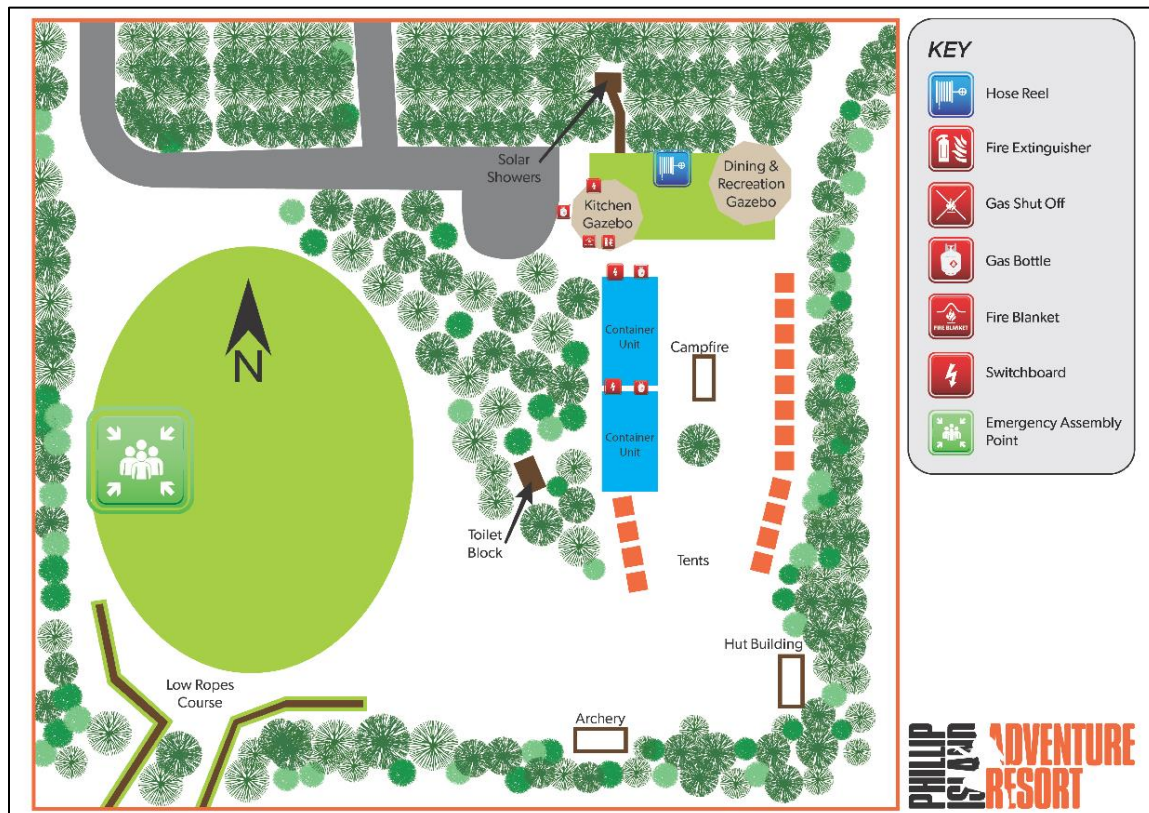 KEY
Hose Reel
Fire Extinguisher
Gas Shut Off
Gas Bottle
FIRE BLANKET
Fire Blanket
Switchboard
Emergency Assembly
Point
Solar
Showers
Dining &
Recreation
Gazebo
Kitchen
Gazebo
Container
Unit
Campfire
N
Container
Unit
Toilet
Block
Tents
Hut Building
Low Ropes
Course
Archery
PHILLIP
ISLAND
ADVENTURE
RESORT